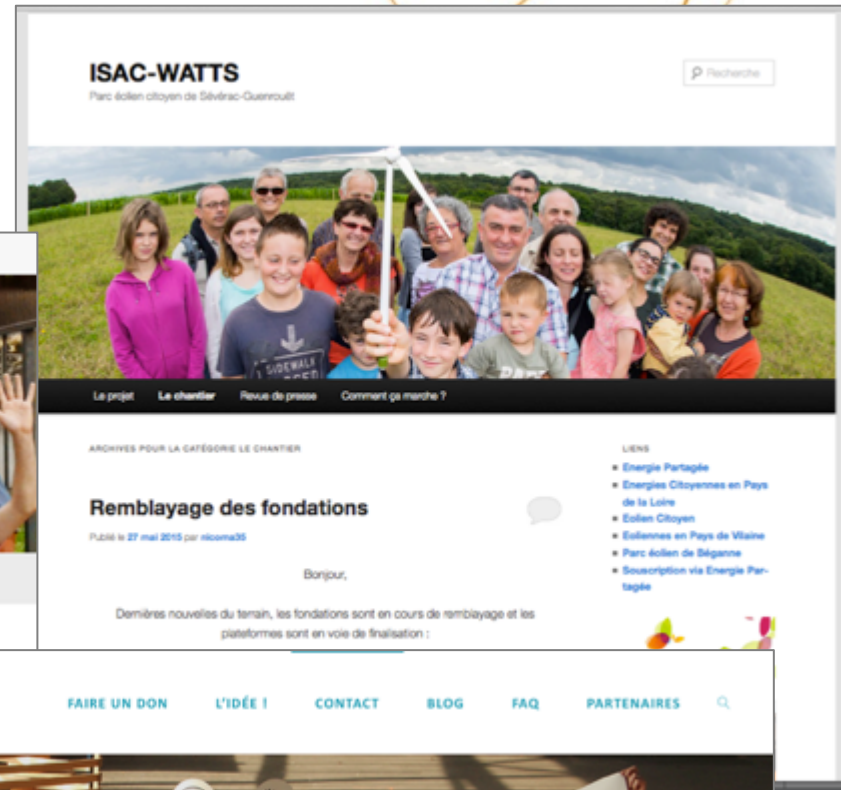 ISAC-WATTS
Parc éolien citoyen de Sévérac-Guenrouët
Recherche
SIDEWALK
Le projet Le chantier Revue de presse Comment ça marche ?
ARCHIVES POUR LA CATÉGORIE LE CHANTIER
Remblayage des fondations
Publié le 27 mai 2015 par nicoma35
Bonjour,
Dernières nouvelles du terrain, les fondations sont en cours de remblayage et les
plateformes sont en voie de finalisation :
LIENS
Energie Partagée
Energies Citoyennes en Pays
de la Loire
Eolien Citoyen
Eoliennes en Pays de Vilaine
Parc éolien de Béganne
Souscription via Energie Par-
tagée
FAIRE UN DON L'IDÉE ! CONTACT BLOG FAQ PARTENAIRES